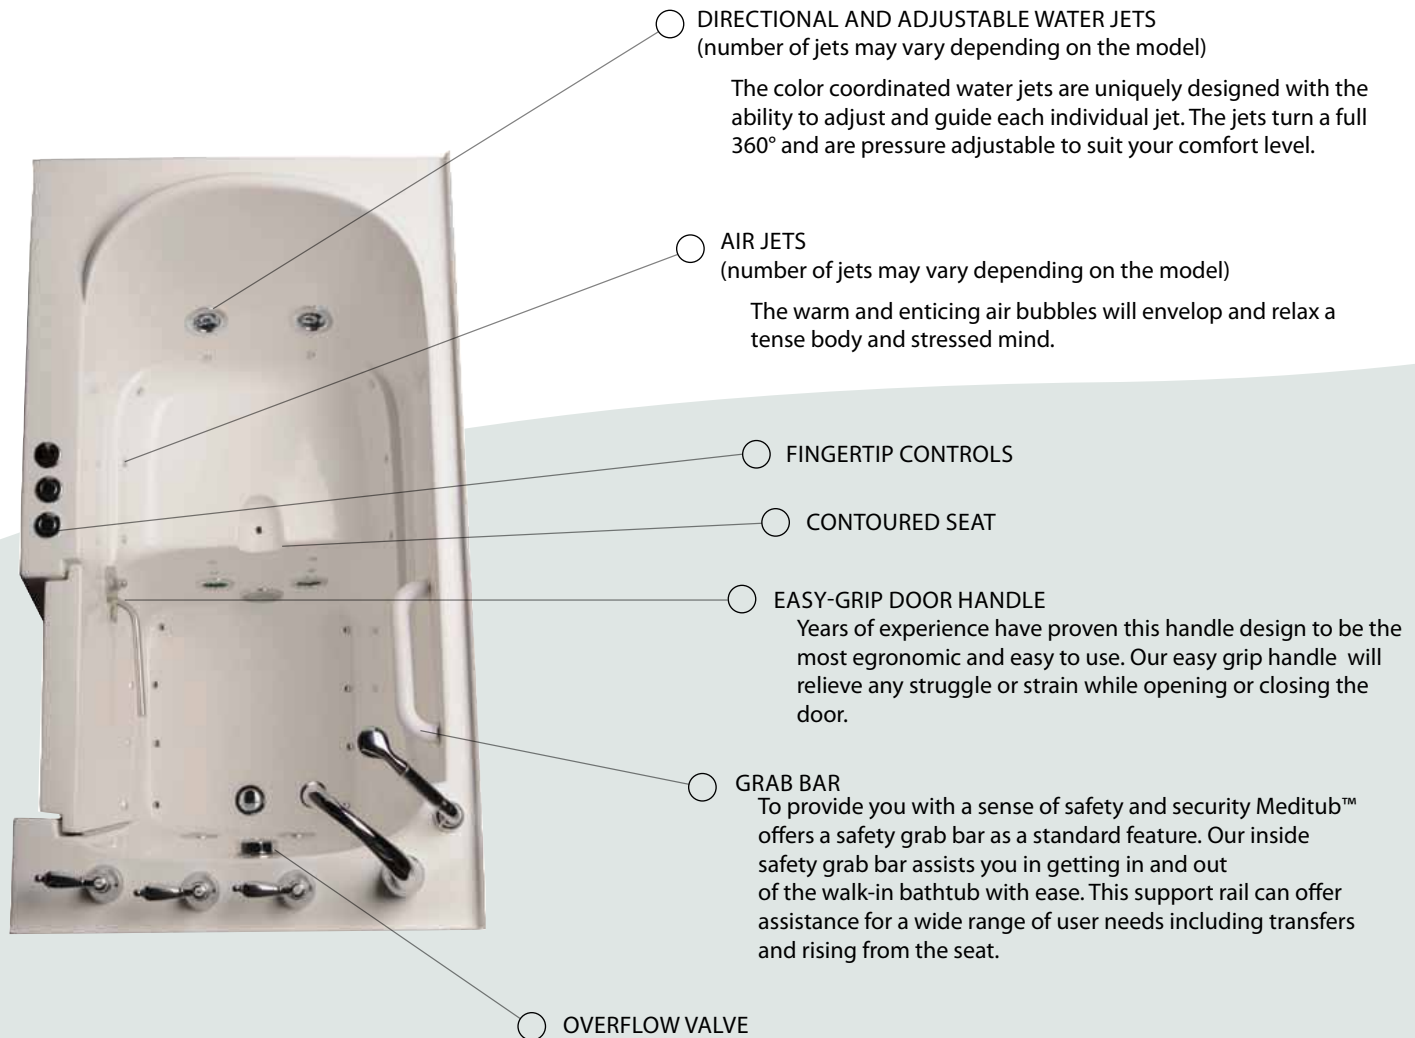 DIRECTIONAL AND ADJUSTABLE WATER JETS
(number of jets may vary depending on the model)
The color coordinated water jets are uniquely designed with the
ability to adjust and guide each individual jet. The jets turn a full
360° and are pressure adjustable to suit your comfort level.
AIR JETS
(number of jets may vary depending on the model)
The warm and enticing air bubbles will envelop and relax a
tense body and stressed mind.
FINGERTIP CONTROLS
CONTOURED SEAT
EASY-GRIP DOOR HANDLE
Years of experience have proven this handle design to be the
most egronomic and easy to use. Our easy grip handle will
relieve any struggle or strain while opening or closing the
door.
GRAB BAR
To provide you with a sense of safety and security Meditub™
offers a safety grab bar as a standard feature. Our inside
safety grab bar assists you in getting in and out
of the walk-in bathtub with ease. This support rail can offer
assistance for a wide range of user needs including transfers
and rising from the seat.
OVERFLOW VALVE